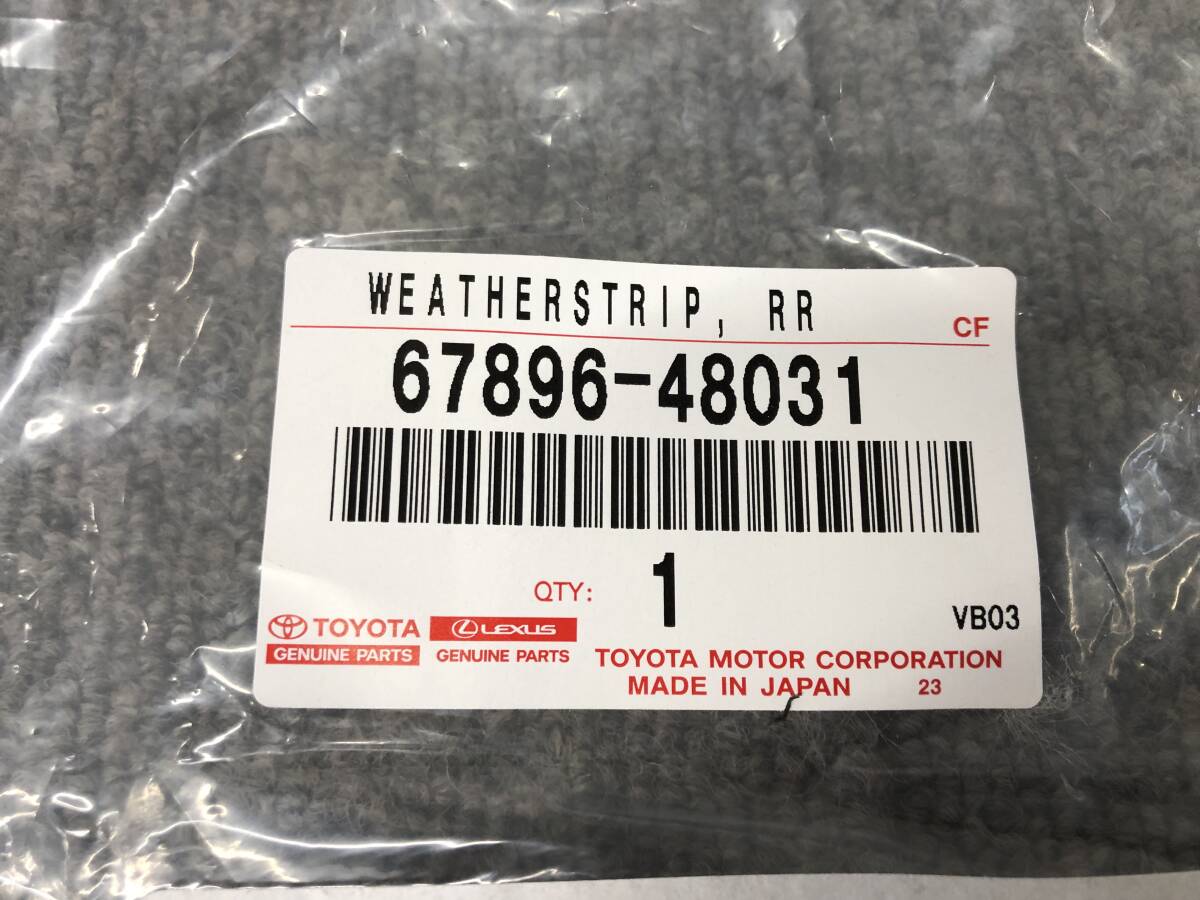 WEATHERSTRIP, RR
CF
67896-48031
QTY: 1
VB03
TOYOTA
GENUINE PARTS
LEXUS
GENUINE PARTS
TOYOTA MOTOR CORPORATION
MADE IN JAPAN 23